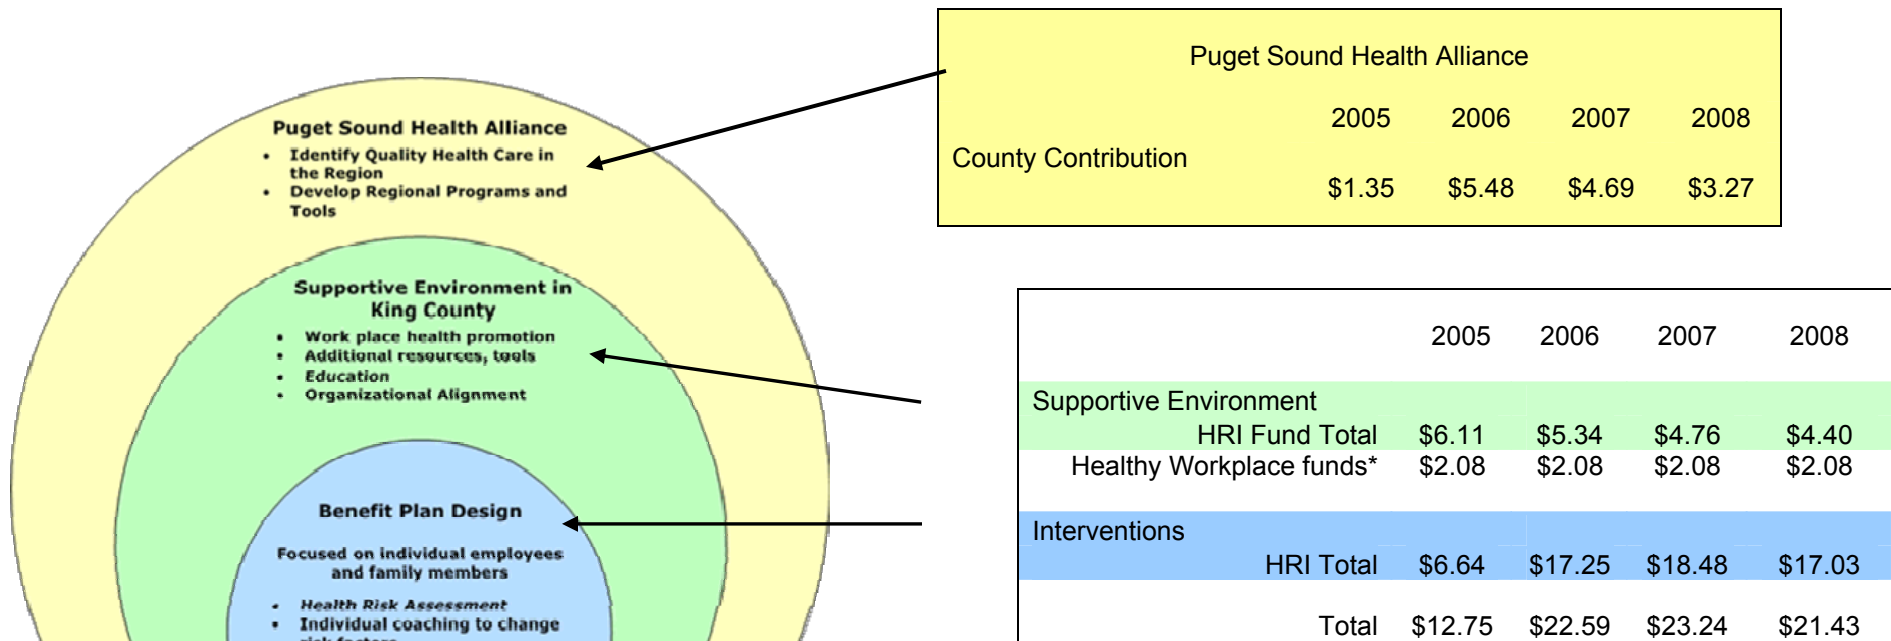 Puget Sound Health Alliance
• Identify Quality Health Care in
the Region
• Develop Regional Programs and
Tools
Supportive Environment in
King County
• Work place health promotion
• Additional resources, tools
• Education
• Organizational Alignment
Benefit Plan Design
Focused on individual employees
and family members
• Health Risk Assessment
• Individual coaching to change
risk factors
Puget Sound Health Alliance
2005 2006 2007 2008
County Contribution
$1.35 $5.48 $4.69 $3.27
2005 2006 2007 2008
Supportive Environment
HRI Fund Total $6.11 $5.34 $4.76 $4.40
Healthy Workplace funds* $2.08 $2.08 $2.08 $2.08
Interventions
HRI Total $6.64 $17.25 $18.48 $17.03
Total $12.75 $22.59 $23.24 $21.43